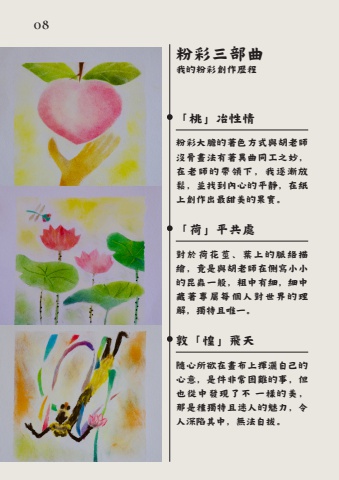 08
粉彩三部曲
我的粉彩創作歷程
「桃」冶性情
粉彩大膽的著色方式與胡老師
沒骨畫法有著異曲同工之妙，
在老師的帶領下，我逐漸放
鬆，並找到內心的平靜，在紙
上創作出最甜美的果實。
「荷」平共處
對於荷花莖、葉上的脈絡描
繪，竟是與胡老師在側寫小小
的昆蟲一般，粗中有細，細中
藏著專屬每個人對世界的理
解，獨特且唯一。
敦「惶」飛天
隨心所欲在畫布上揮灑自己的
心意，是件非常困難的事，但
也從中發現了不一樣的美，
那是種獨特且迷人的魅力，令
人深陷其中，無法自拔。